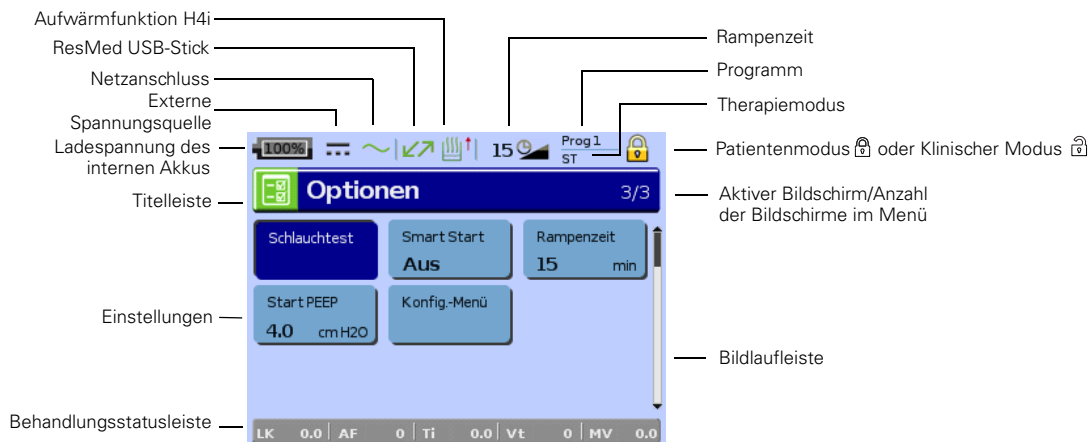 Aufwärmfunktion H4i
ResMed USB-Stick
Netzanschluss
Externe
Spannungsquelle
Ladespannung des
internen Akkus
Titelleiste
Einstellungen
Behandlungsstatusleiste
Rampenzeit
Programm
Therapiemodus
Patientenmodus oder Klinischer Modus
Aktiver Bildschirm/Anzahl
der Bildschirme im Menü
Bildlaufleiste
100% 15 Prog 1
ST
Optionen 3/3
Schlauchtest
Smart Start
Aus
Rampenzeit
15 min
Start PEEP
4.0 cm H2O
Konfig.-Menü
LK 0.0 AF 0 Ti 0.0 Vt 0 MV 0.0